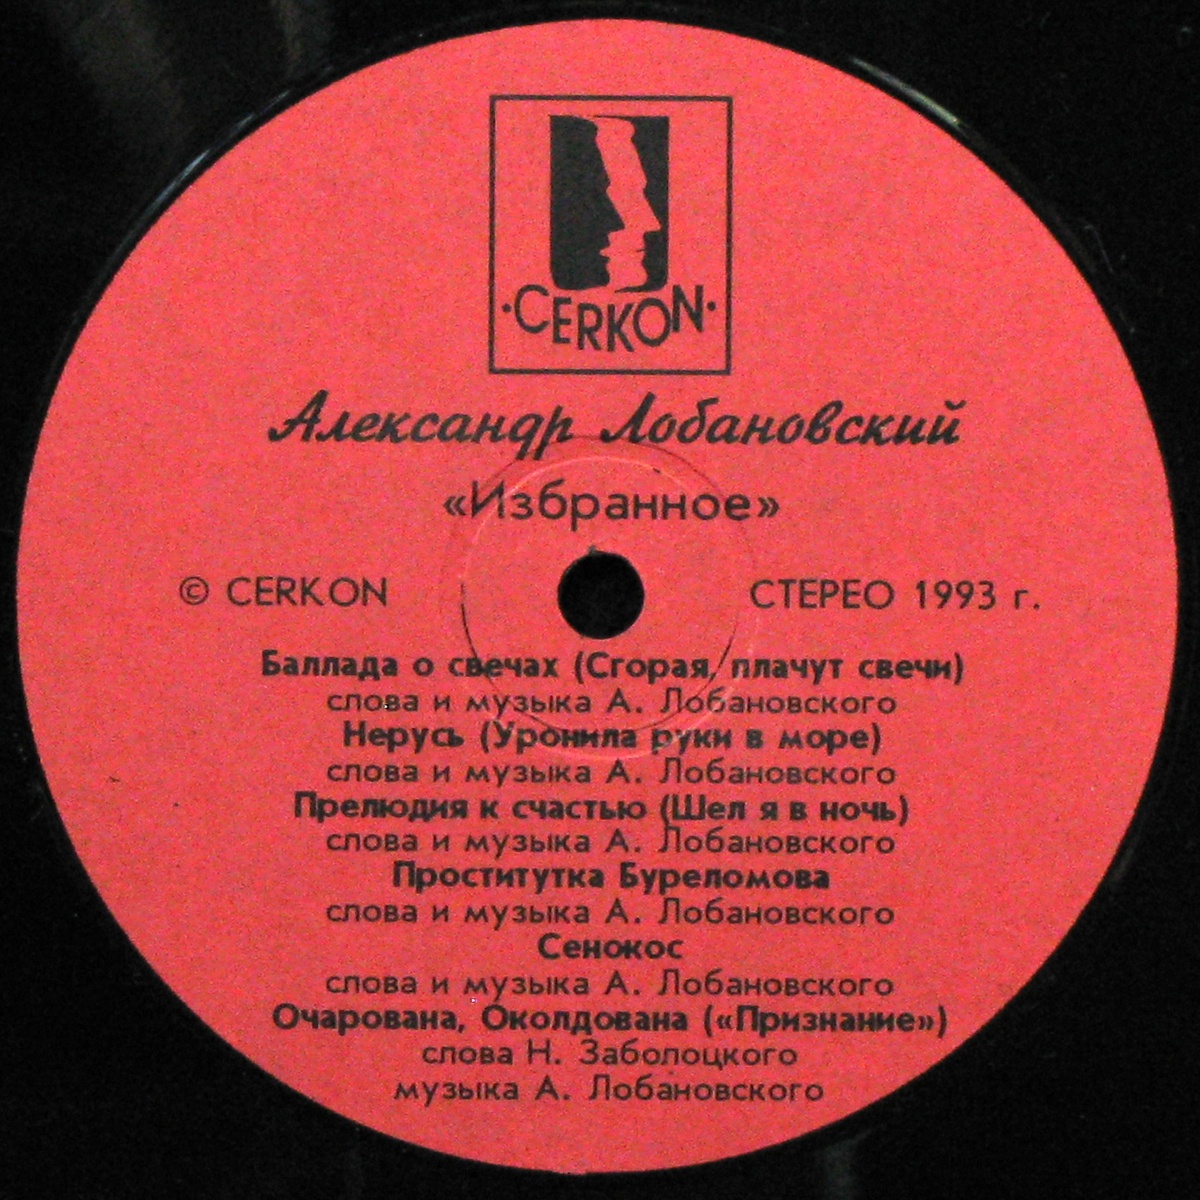 ·CERKON·
Александр Лобановский
«Избранное»
© CERKON СТЕРЕО 1993 г.
Баллада о свечах (Сгорая, плачут свечи)
слова и музыка А. Лобановского
Нерусь (Уронила руки в море)
слова и музыка А. Лобановского
Прелюдия к счастью (Шел я в ночь)
слова и музыка А. Лобановского
Проститутка Буреломова
слова и музыка А. Лобановского
Сенокос
слова и музыка А. Лобановского
Очарована, Околдована («Признание»)
слова Н. Заболоцкого
музыка А. Лобановского